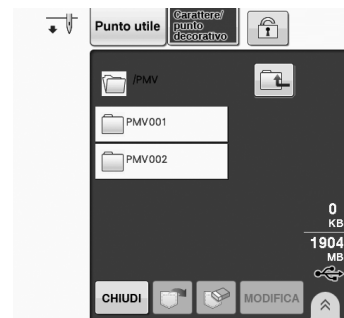 Punto utile
Carattere/
punto
decorativo
/PMV
PMV001
PMV002
0
KB
1904
MB
CHIUDI
MODIFICA